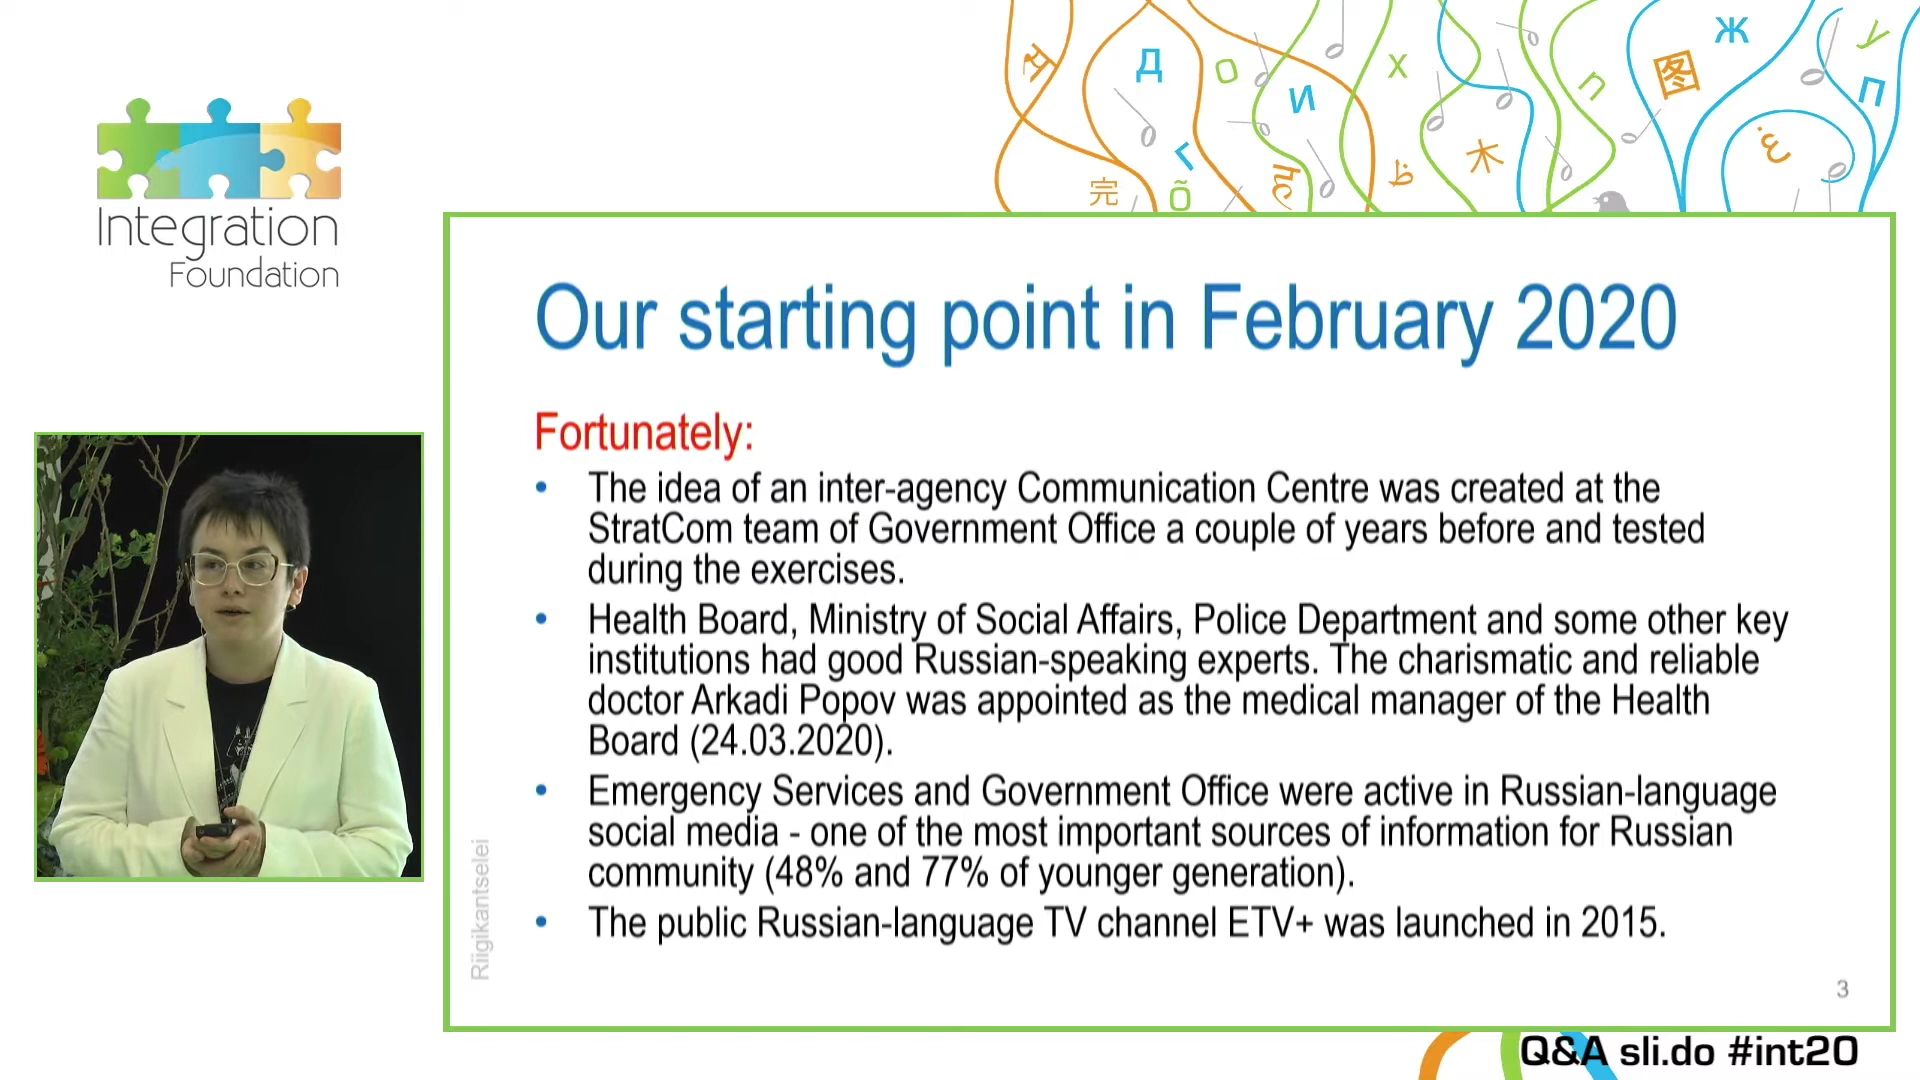 Д
О
И
Х
Л
图
Ж
У
П
Г
完
Õ
木
Integration
Foundation
Our starting point in February 2020
Fortunately:
• The idea of an inter-agency Communication Centre was created at the
StratCom team of Government Office a couple of years before and tested
during the exercises.
• Health Board, Ministry of Social Affairs, Police Department and some other key
institutions had good Russian-speaking experts. The charismatic and reliable
doctor Arkadi Popov was appointed as the medical manager of the Health
Board (24.03.2020).
• Emergency Services and Government Office were active in Russian-language
social media - one of the most important sources of information for Russian
community (48% and 77% of younger generation).
• The public Russian-language TV channel ETV+ was launched in 2015.
Riigikantselei
3
Q&A sli.do #int20